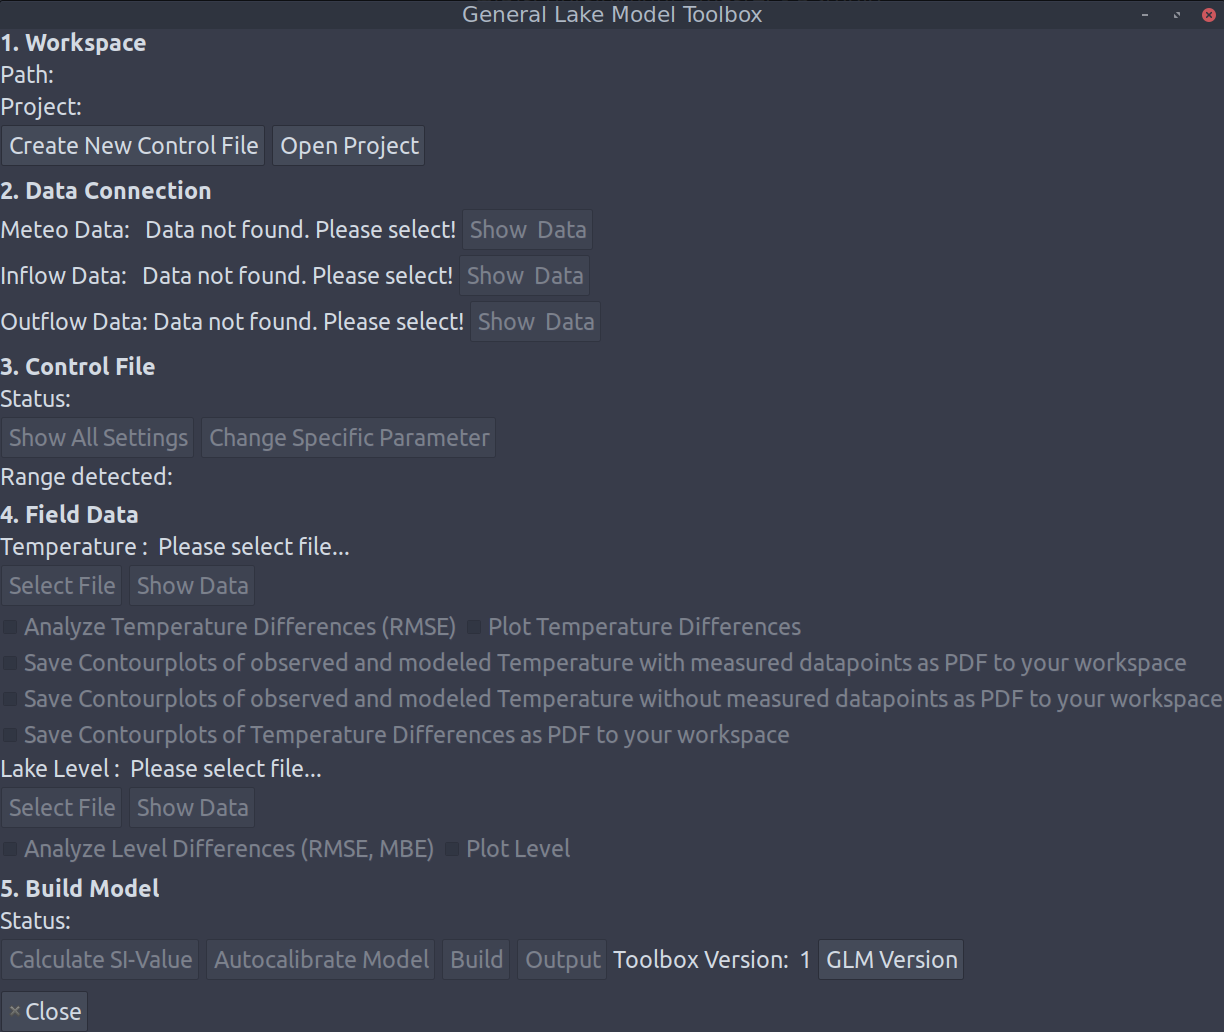 General Lake Model Toolbox
1. Workspace
Path:
Project:
Create New Control File Open Project
2. Data Connection
Meteo Data: Data not found. Please select! Show Data
Inflow Data: Data not found. Please select! Show Data
Outflow Data: Data not found. Please select! Show Data
3. Control File
Status:
Show All Settings Change Specific Parameter
Range detected:
4. Field Data
Temperature : Please select file...
Select File Show Data
Analyze Temperature Differences (RMSE) Plot Temperature Differences
Save Contourplots of observed and modeled Temperature with measured datapoints as PDF to your workspace
Save Contourplots of observed and modeled Temperature without measured datapoints as PDF to your workspace
Save Contourplots of Temperature Differences as PDF to your workspace
Lake Level : Please select file...
Select File Show Data
Analyze Level Differences (RMSE, MBE) Plot Level
5. Build Model
Status:
Calculate SI-Value Autocalibrate Model Build Output Toolbox Version: 1 GLM Version
Close